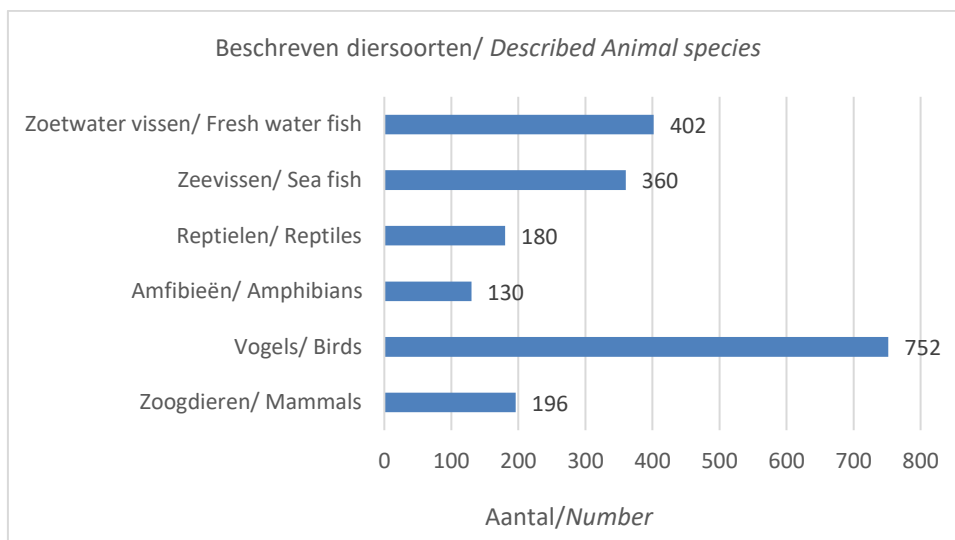 Beschreven diersoorten/ Described Animal species
Zoetwater vissen/ Fresh water fish
402
Zeevissen/ Sea fish
360
Reptielen/ Reptiles
180
Amfibieën/ Amphibians
130
Vogels/ Birds
752
Zoogdieren/ Mammals
196
0 100 200 300 400 500 600 700 800
Aantal/Number